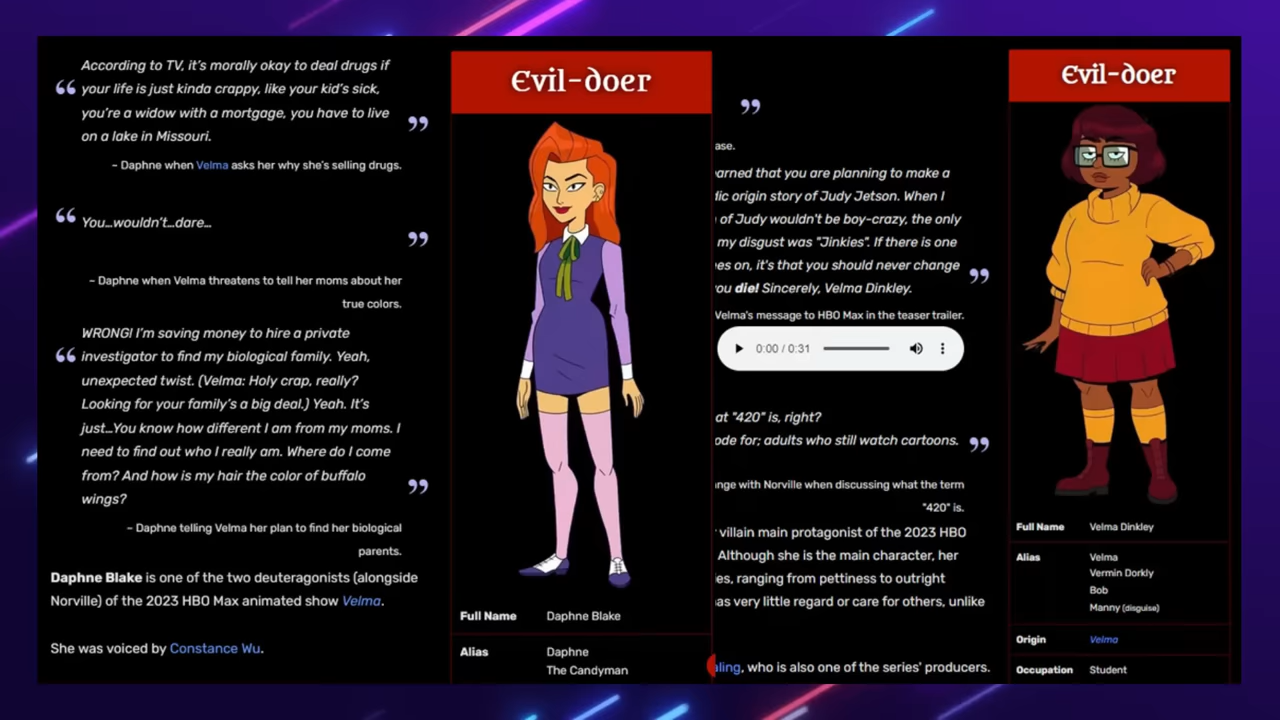 According to TV, it's morally okay to deal drugs if
“ your life is just kinda crappy, like your kid's sick,
you're a widow with a mortgage, you have to live ”
on a lake in Missouri.
– Daphne when Velma asks her why she's selling drugs.
“ You...wouldn't...dare... ”
– Daphne when Velma threatens to tell her moms about her
true colors.
WRONG! I'm saving money to hire a private
“ investigator to find my biological family. Yeah,
unexpected twist. (Velma: Holy crap, really?
Looking for your family's a big deal.) Yeah. It's
just...You know how different I am from my moms. I
need to find out who I really am. Where do I come
from? And how is my hair the color of buffalo ”
wings?
– Daphne telling Velma her plan to find her biological
parents.
Daphne Blake is one of the two deuteragonists (alongside
Norville) of the 2023 HBO Max animated show Velma.
She was voiced by Constance Wu.
Evil-doer
Full Name Daphne Blake
Alias Daphne
The Candyman
”
ase.
earned that you are planning to make a
dic origin story of Judy Jetson. When I
of Judy wouldn't be boy-crazy, the only
my disgust was "Jinkies". If there is one
es on, it's that you should never change
ou die! Sincerely, Velma Dinkley. ”
Velma's message to HBO Max in the teaser trailer.
0:00 / 0:31
at "420" is, right?
ode for; adults who still watch cartoons. ”
nge with Norville when discussing what the term
"420" is.
villain main protagonist of the 2023 HBO
Although she is the main character, her
es, ranging from pettiness to outright
as very little regard or care for others, unlike
aling, who is also one of the series' producers.
Evil-doer
Full Name Velma Dinkley
Alias Velma
Vermin Dorkly
Bob
Manny (disguise)
Origin Velma
Occupation Student